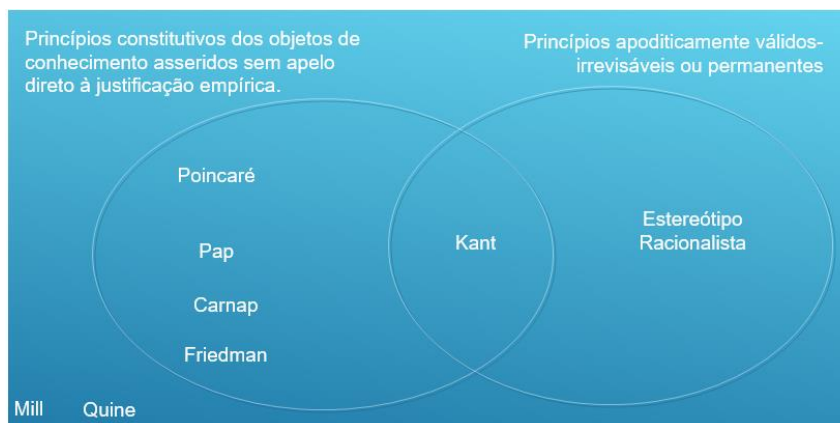 Princípios constitutivos dos objetos de
conhecimento asseridos sem apelo
direto à justificação empírica.
Princípios apoditicamente válidos-
irrevisáveis ou permanentes
Poincaré
Pap
Carnap
Friedman
Kant
Estereótipo
Racionalista
Mill
Quine